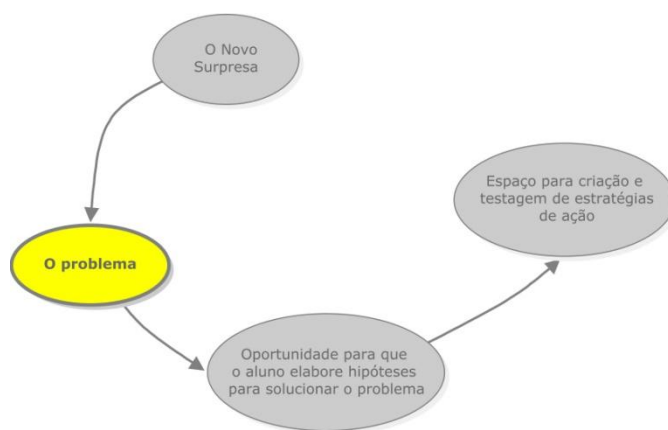 O Novo
Surpresa
O problema
Oportunidade para que
o aluno elabore hipóteses
para solucionar o problema
Espaço para criação e
testagem de estratégias
de ação